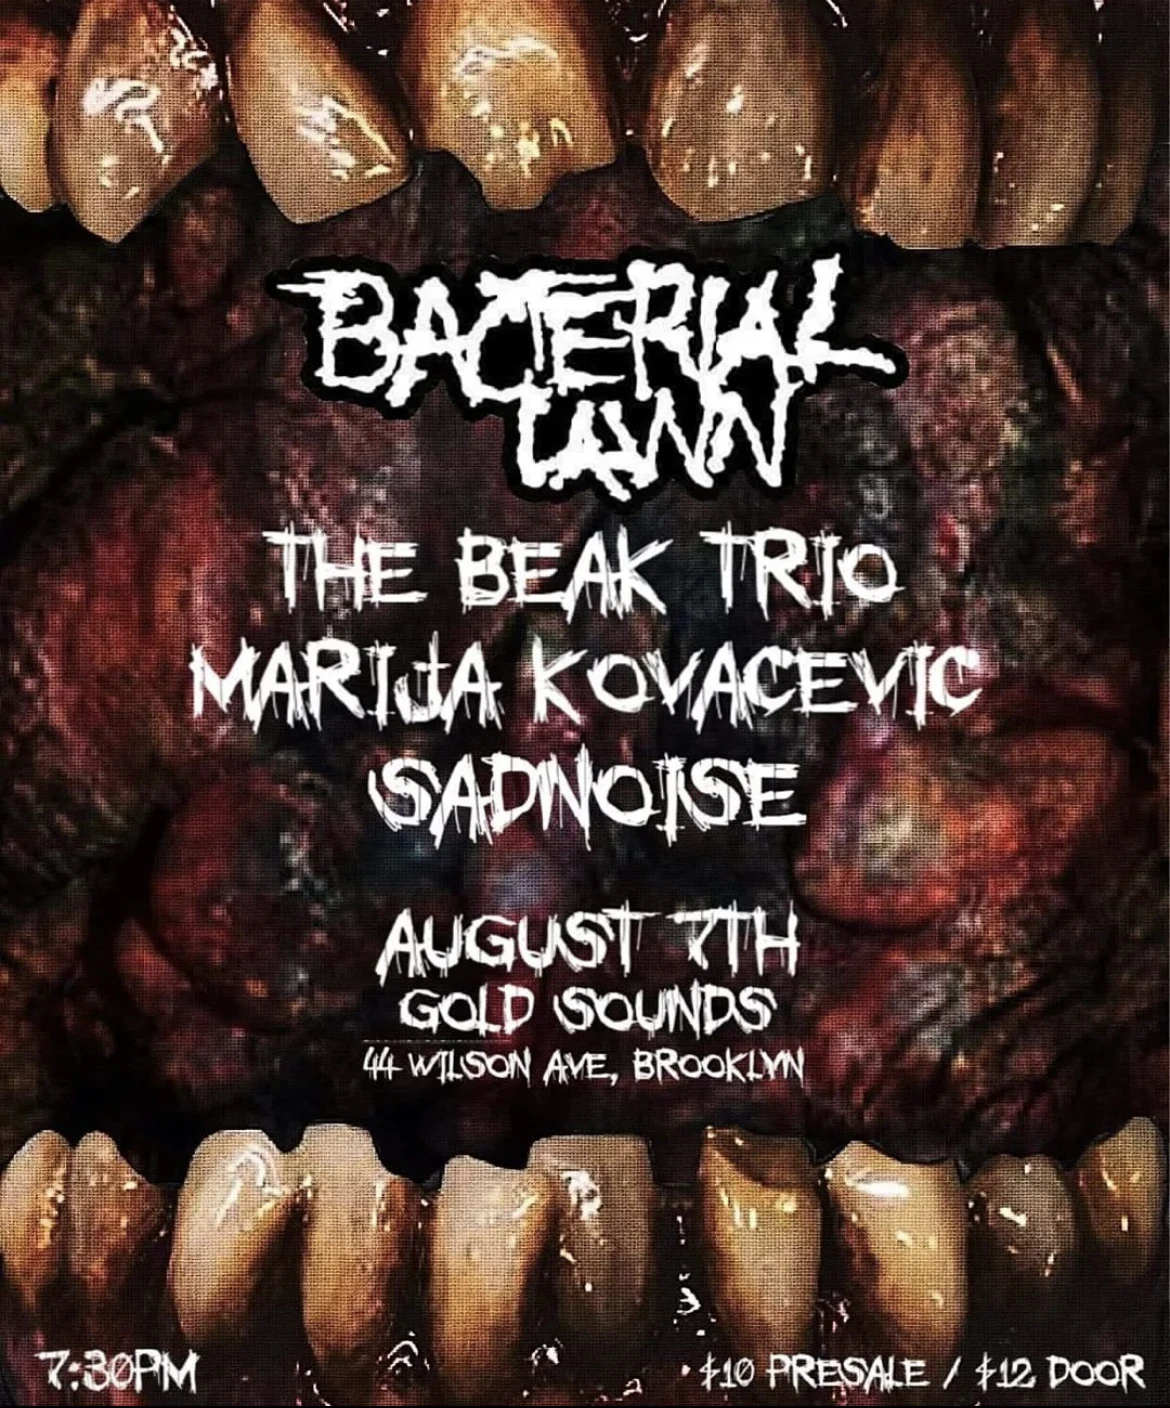 BACTERIAL
LAWN
THE BEAK TRIO
MARIJA KOVACEVIC
SADNOISE
AUGUST 7TH
GOLD SOUNDS
44 WILSON AVE, BROOKLYN
7:30PM
$10 PRESALE / $12 DOOR